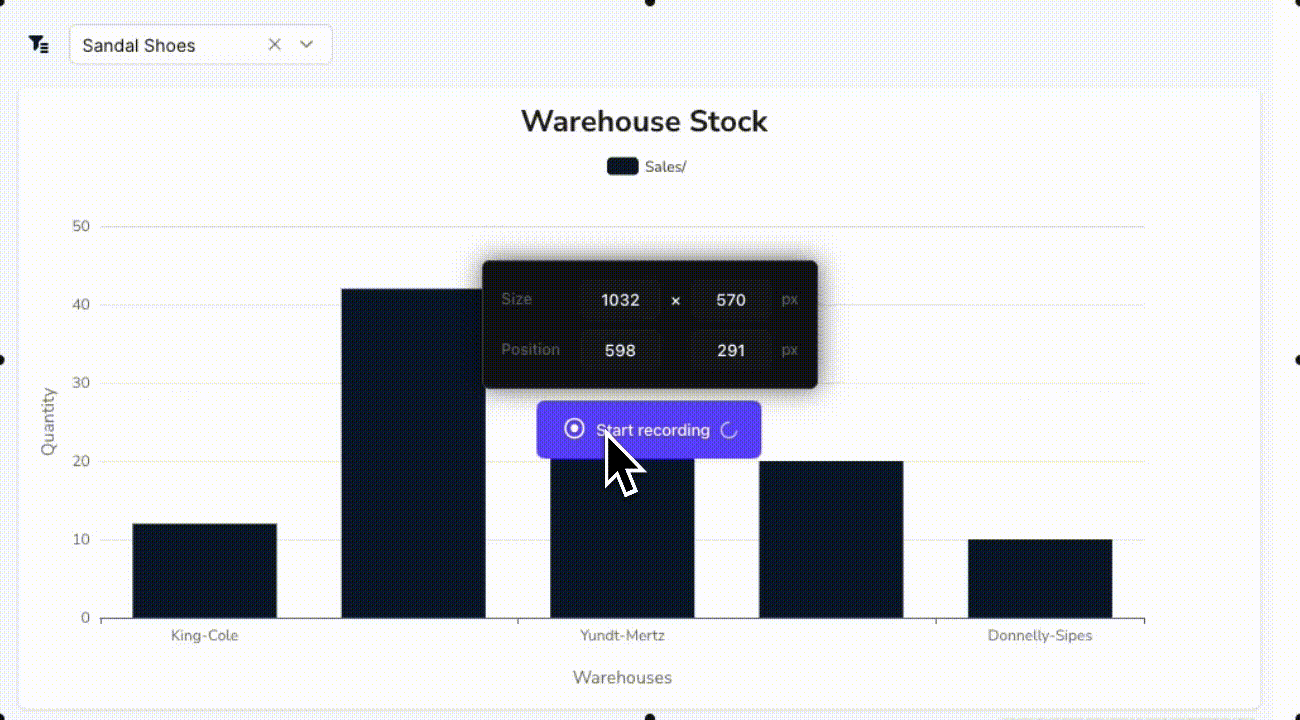 Sandal Shoes
Warehouse Stock
Sales/
50
40
30
20
10
0
Quantity
Size 1032 × 570 px
Position 598 291 px
Start recording
King-Cole Yundt-Mertz Donnelly-Sipes
Warehouses